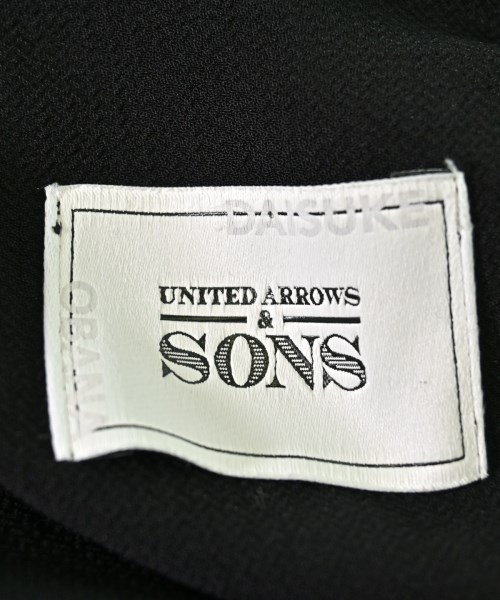 DAISUKE
OBANA
UNITED ARROWS
&
SONS